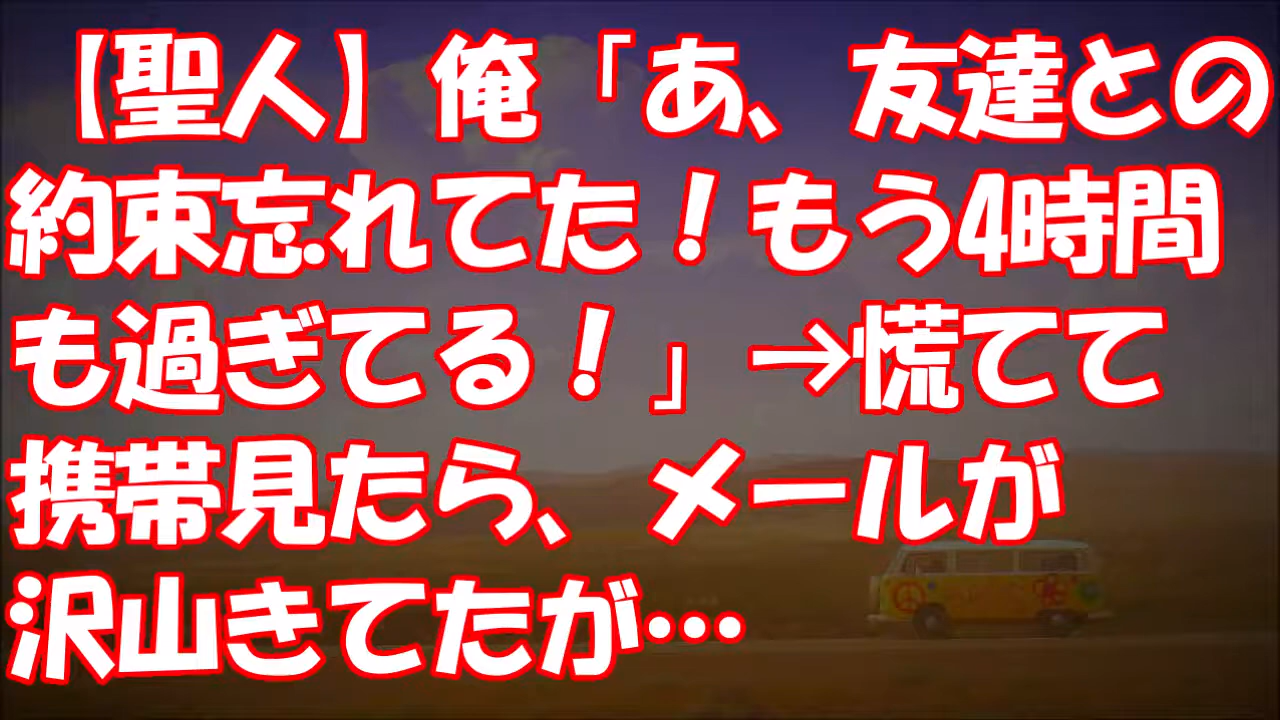 【聖人】俺「あ、友達との
約束忘れてた！もう4時間
も過ぎてる！」→慌てて
携帯見たら、メールが
沢山きてたが…